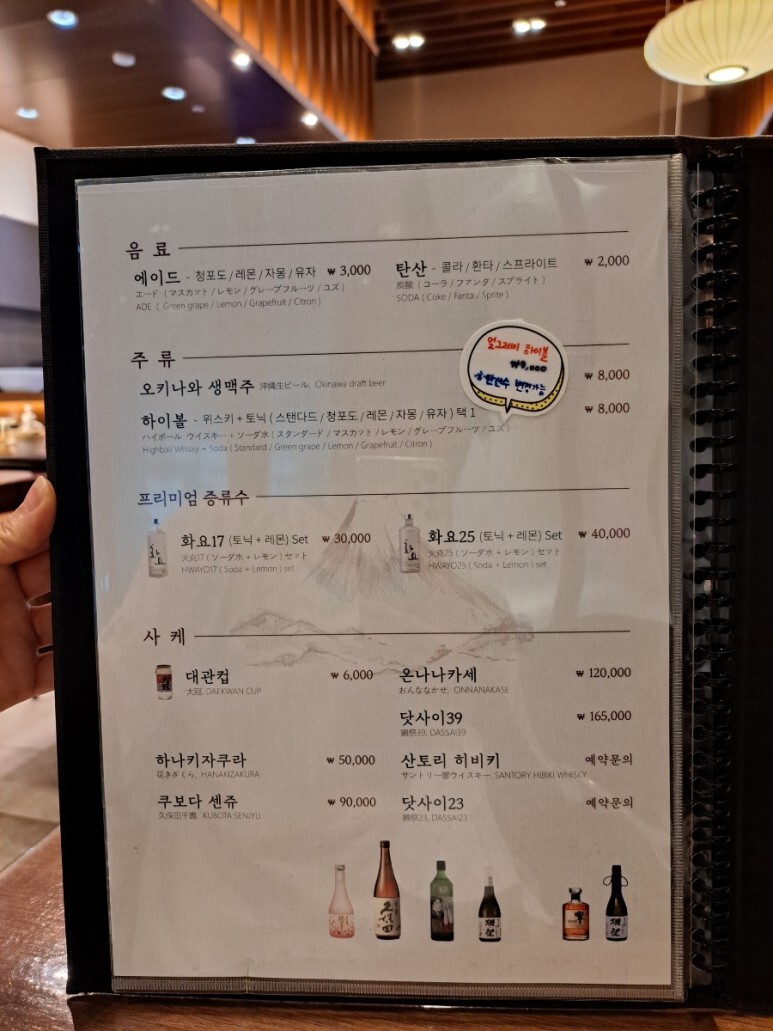 음 료
에이드 - 청포도 / 레몬 / 자몽 / 유자 ₩ 3,000
エード ( マスカット / レモン / グレープフルーツ / ユズ )
ADE ( Green grape / Lemon / Grapefruit / Citron )
탄산 - 콜라 / 환타 / 스프라이트 ₩ 2,000
炭酸 ( コーラ / ファンタ / スプライト )
SODA ( Coke / Fanta / Sprite )
주 류
얼그레이 하이볼
₩9,000
변경가능
오키나와 생맥주 沖縄生ビール, Okinawa draft beer ₩ 8,000
하이볼 - 위스키 + 토닉 ( 스탠다드 / 청포도 / 레몬 / 자몽 / 유자 ) 택 1 ₩ 8,000
ハイボール ウイスキー + ソーダ水 ( スタンダード / マスカット / レモン / グレープフルーツ / ユズ )
Highball Whisky + Soda ( Standard / Green grape / Lemon / Grapefruit / Citron )
프리미엄 증류수
화요
화요17 (토닉 + 레몬) Set ₩ 30,000
火尭17 ( ソーダ水 + レモン ) セット
HWAYO17 ( Soda + Lemon ) set
화요
화요25 (토닉 + 레몬) Set ₩ 40,000
火尭25 ( ソーダ水 + レモン ) セット
HWAYO25 ( Soda + Lemon ) set
사 케
대관컵 ₩ 6,000
大冠, DAEKWAN CUP
온나나카세 ₩ 120,000
おんななかせ, ONNANAKASE
닷사이39 ₩ 165,000
獺祭39, DASSAI39
하나키자쿠라 ₩ 50,000
花きざくら, HANAKIZAKURA
산토리 히비키 예약문의
サントリー響ウイスキー, SANTORY HIBIKI WHISKY
쿠보다 센쥬 ₩ 90,000
久保田千壽, KUBOTA SENJYU
닷사이23 예약문의
獺祭23, DASSAI23
久保田
獺祭
響
獺祭